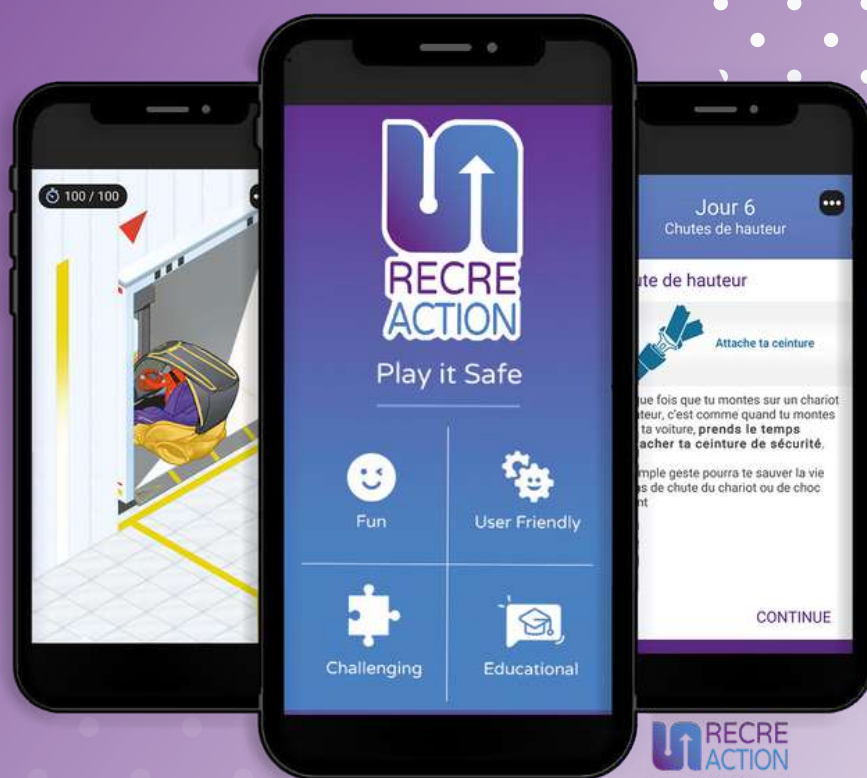 100 / 100
RECRE
ACTION
Play it Safe
Fun
User Friendly
Challenging
Educational
Jour 6
Chutes de hauteur
ute de hauteur
Attache ta ceinture
ue fois que tu montes sur un chariot
ateur, c'est comme quand tu montes
ta voiture, prends le temps
acher ta ceinture de sécurité.
mple geste pourra te sauver la vie
as de chute du chariot ou de choc
nt
CONTINUE
RECRE
ACTION